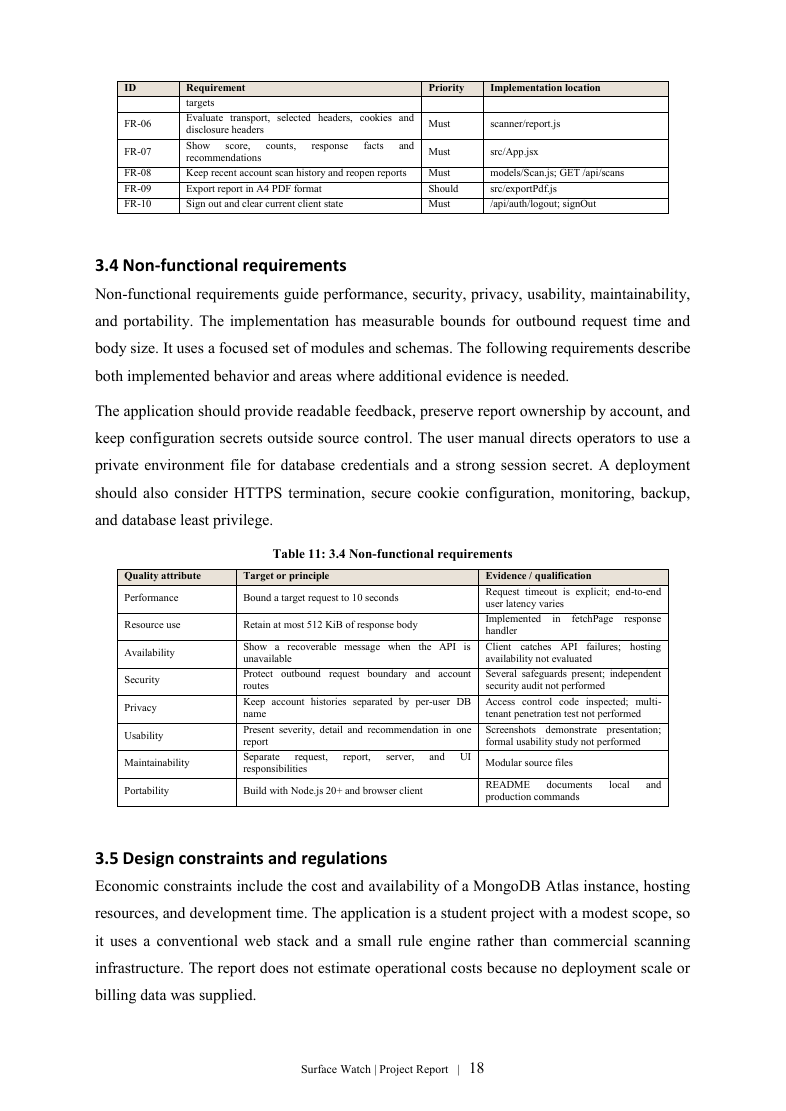 ID Requirement Priority Implementation location
targets
FR-06 Evaluate transport, selected headers, cookies and disclosure headers Must scanner/report.js
FR-07 Show score, counts, response facts and recommendations Must src/App.jsx
FR-08 Keep recent account scan history and reopen reports Must models/Scan.js; GET /api/scans
FR-09 Export report in A4 PDF format Should src/exportPdf.js
FR-10 Sign out and clear current client state Must /api/auth/logout; signOut
3.4 Non-functional requirements
Non-functional requirements guide performance, security, privacy, usability, maintainability,
and portability. The implementation has measurable bounds for outbound request time and
body size. It uses a focused set of modules and schemas. The following requirements describe
both implemented behavior and areas where additional evidence is needed.
The application should provide readable feedback, preserve report ownership by account, and
keep configuration secrets outside source control. The user manual directs operators to use a
private environment file for database credentials and a strong session secret. A deployment
should also consider HTTPS termination, secure cookie configuration, monitoring, backup,
and database least privilege.
Table 11: 3.4 Non-functional requirements
Quality attribute Target or principle Evidence / qualification
Performance Bound a target request to 10 seconds Request timeout is explicit; end-to-end user latency varies
Resource use Retain at most 512 KiB of response body Implemented in fetchPage response handler
Availability Show a recoverable message when the API is unavailable Client catches API failures; hosting availability not evaluated
Security Protect outbound request boundary and account routes Several safeguards present; independent security audit not performed
Privacy Keep account histories separated by per-user DB name Access control code inspected; multi-tenant penetration test not performed
Usability Present severity, detail and recommendation in one report Screenshots demonstrate presentation; formal usability study not performed
Maintainability Separate request, report, server, and UI responsibilities Modular source files
Portability Build with Node.js 20+ and browser client README documents local and production commands
3.5 Design constraints and regulations
Economic constraints include the cost and availability of a MongoDB Atlas instance, hosting
resources, and development time. The application is a student project with a modest scope, so
it uses a conventional web stack and a small rule engine rather than commercial scanning
infrastructure. The report does not estimate operational costs because no deployment scale or
billing data was supplied.
Surface Watch | Project Report | 18